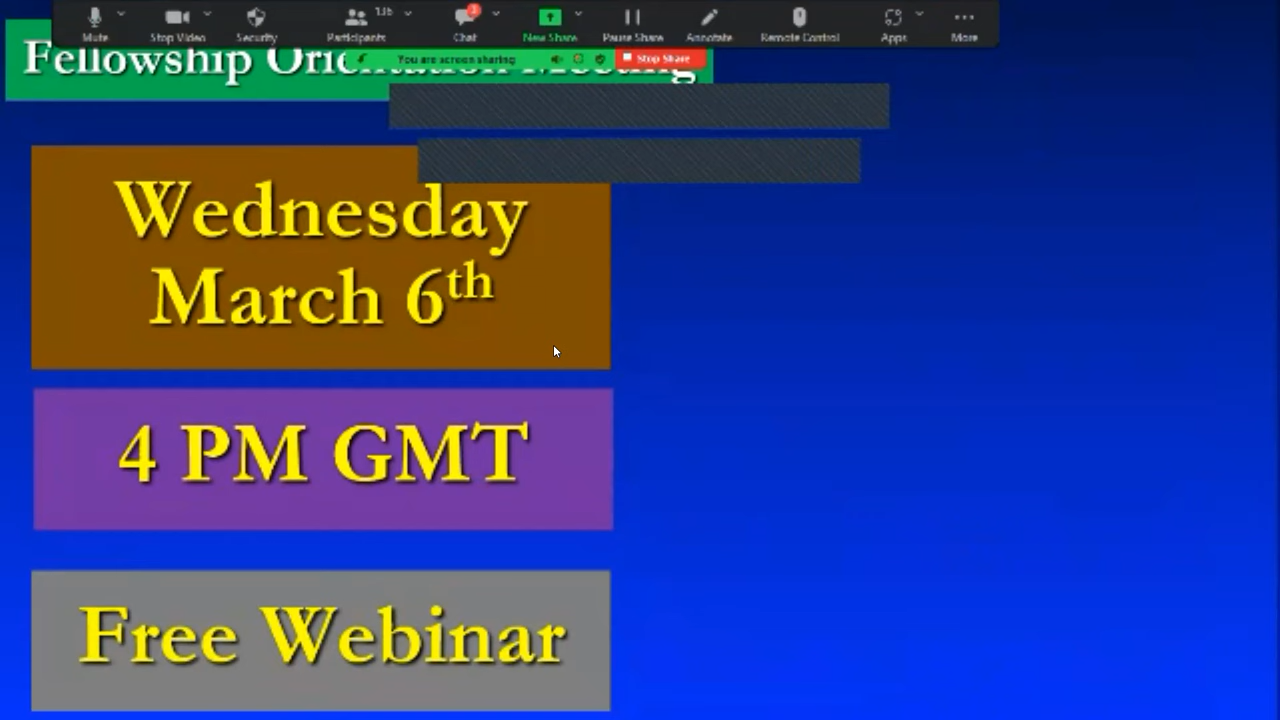 Mute
Stop Video
Security
Participants
136
Chat
New Share
Pause Share
Annotate
Remote Control
Apps
More
You are screen sharing
Stop Share
Fellowship Orientation Meeting
Wednesday
March 6th
4 PM GMT
Free Webinar